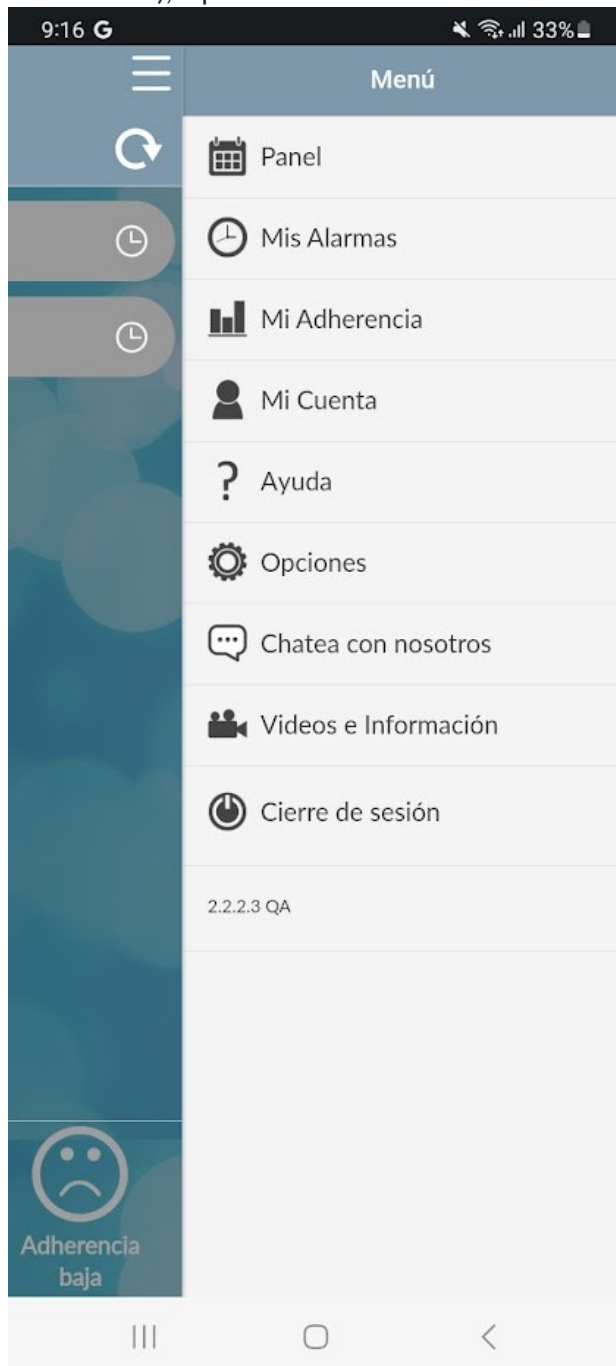 9:16 G
33%
Menú
Panel
Mis Alarmas
Mi Adherencia
Mi Cuenta
Ayuda
Opciones
Chatea con nosotros
Videos e Información
Cierre de sesión
2.2.2.3 QA
Adherencia
baja